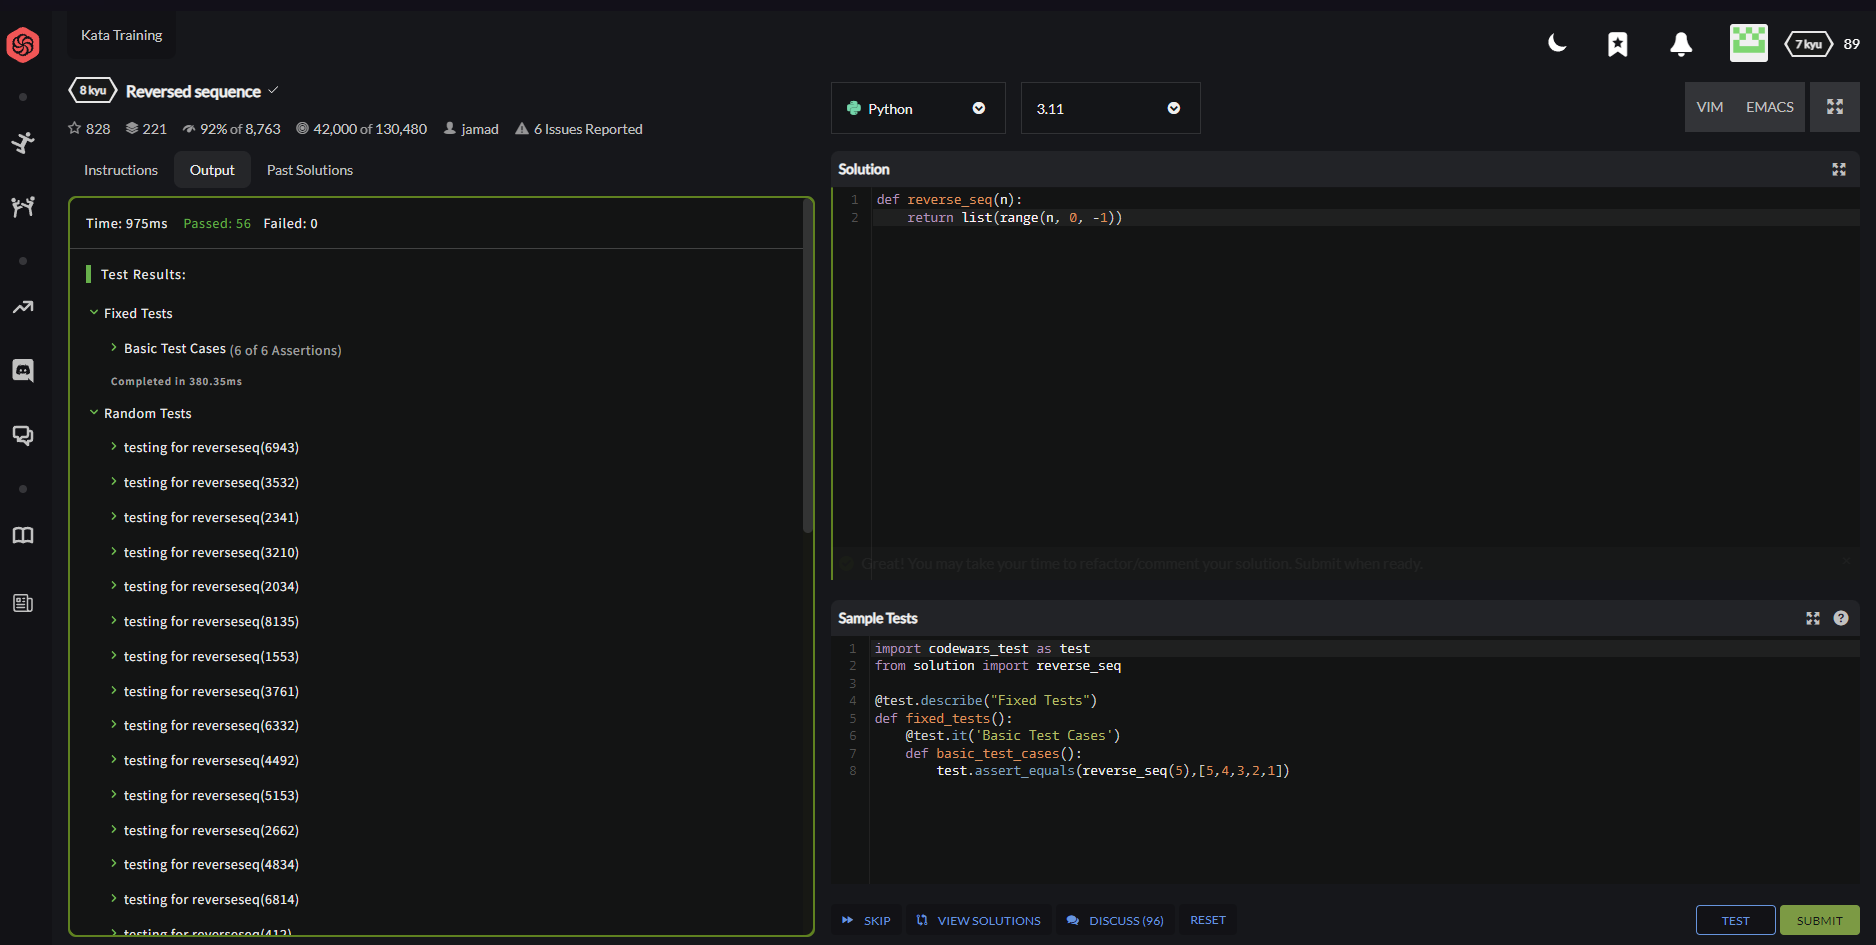 Kata Training
7 kyu 89
8 kyu Reversed sequence
828 221 92% of 8,763 42,000 of 130,480 jamad 6 Issues Reported
Instructions Output Past Solutions
Time: 975ms Passed: 56 Failed: 0
Test Results:
Fixed Tests
Basic Test Cases (6 of 6 Assertions)
Completed in 380.35ms
Random Tests
testing for reverseseq(6943)
testing for reverseseq(3532)
testing for reverseseq(2341)
testing for reverseseq(3210)
testing for reverseseq(2034)
testing for reverseseq(8135)
testing for reverseseq(1553)
testing for reverseseq(3761)
testing for reverseseq(6332)
testing for reverseseq(4492)
testing for reverseseq(5153)
testing for reverseseq(2662)
testing for reverseseq(4834)
testing for reverseseq(6814)
testing for reverseseq(412)
Python 3.11 VIM EMACS
Solution
1 def reverse_seq(n):
2 return list(range(n, 0, -1))
Great! You may take your time to refactor/comment your solution. Submit when ready.
Sample Tests
1 import codewars_test as test
2 from solution import reverse_seq
3
4 @test.describe("Fixed Tests")
5 def fixed_tests():
6 @test.it('Basic Test Cases')
7 def basic_test_cases():
8 test.assert_equals(reverse_seq(5),[5,4,3,2,1])
SKIP VIEW SOLUTIONS DISCUSS (96) RESET TEST SUBMIT